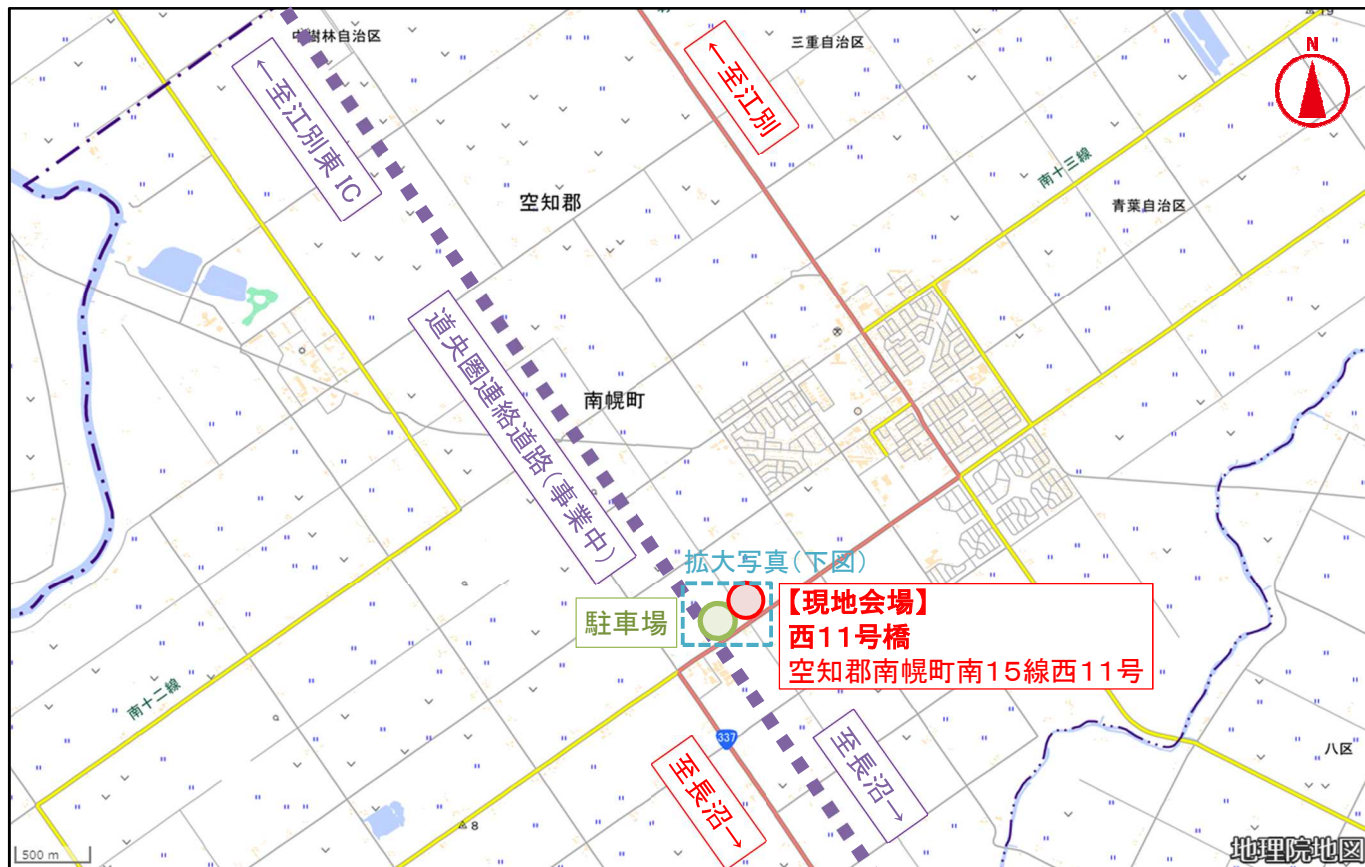 19
中樹林自治区
三重自治区
N
←至江別
←至江別東IC
南十三線
空知郡
青葉自治区
道央圏連絡道路(事業中)
南幌町
拡大写真(下図)
駐車場
【現地会場】
西11号橋
空知郡南幌町南15線西11号
南十二線
337
至長沼→
至長沼→
八区
8
500 m
地理院地図